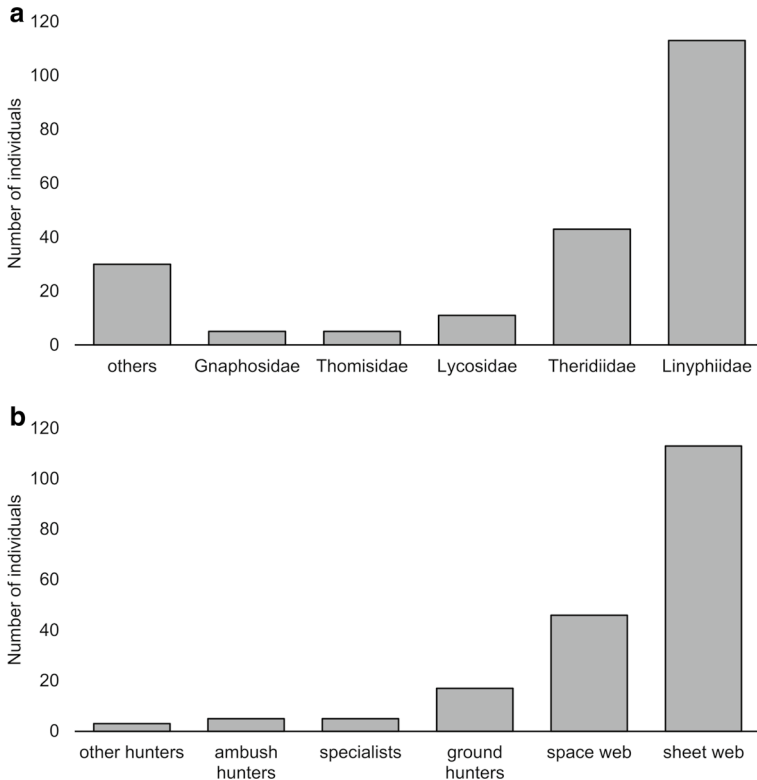 a
Number of individuals
120
100
80
60
40
20
0
others Gnaphosidae Thomisidae Lycosidae Theridiidae Linyphiidae
b
Number of individuals
120
100
80
60
40
20
0
other hunters ambush hunters specialists ground hunters space web sheet web